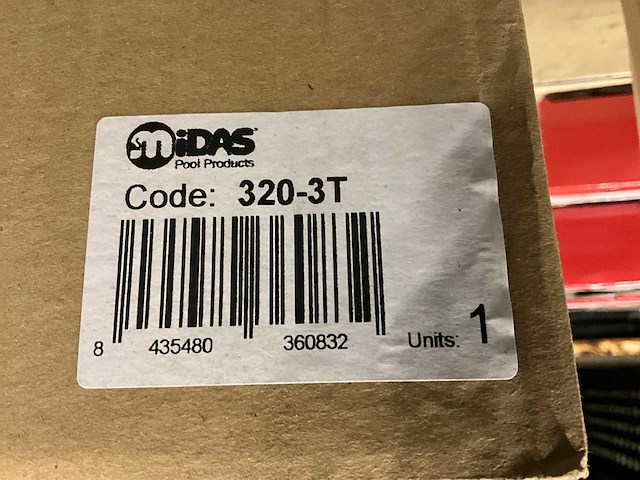 MiDAS
Pool Products
Code: 320-3T
8 435480 360832
Units: 1